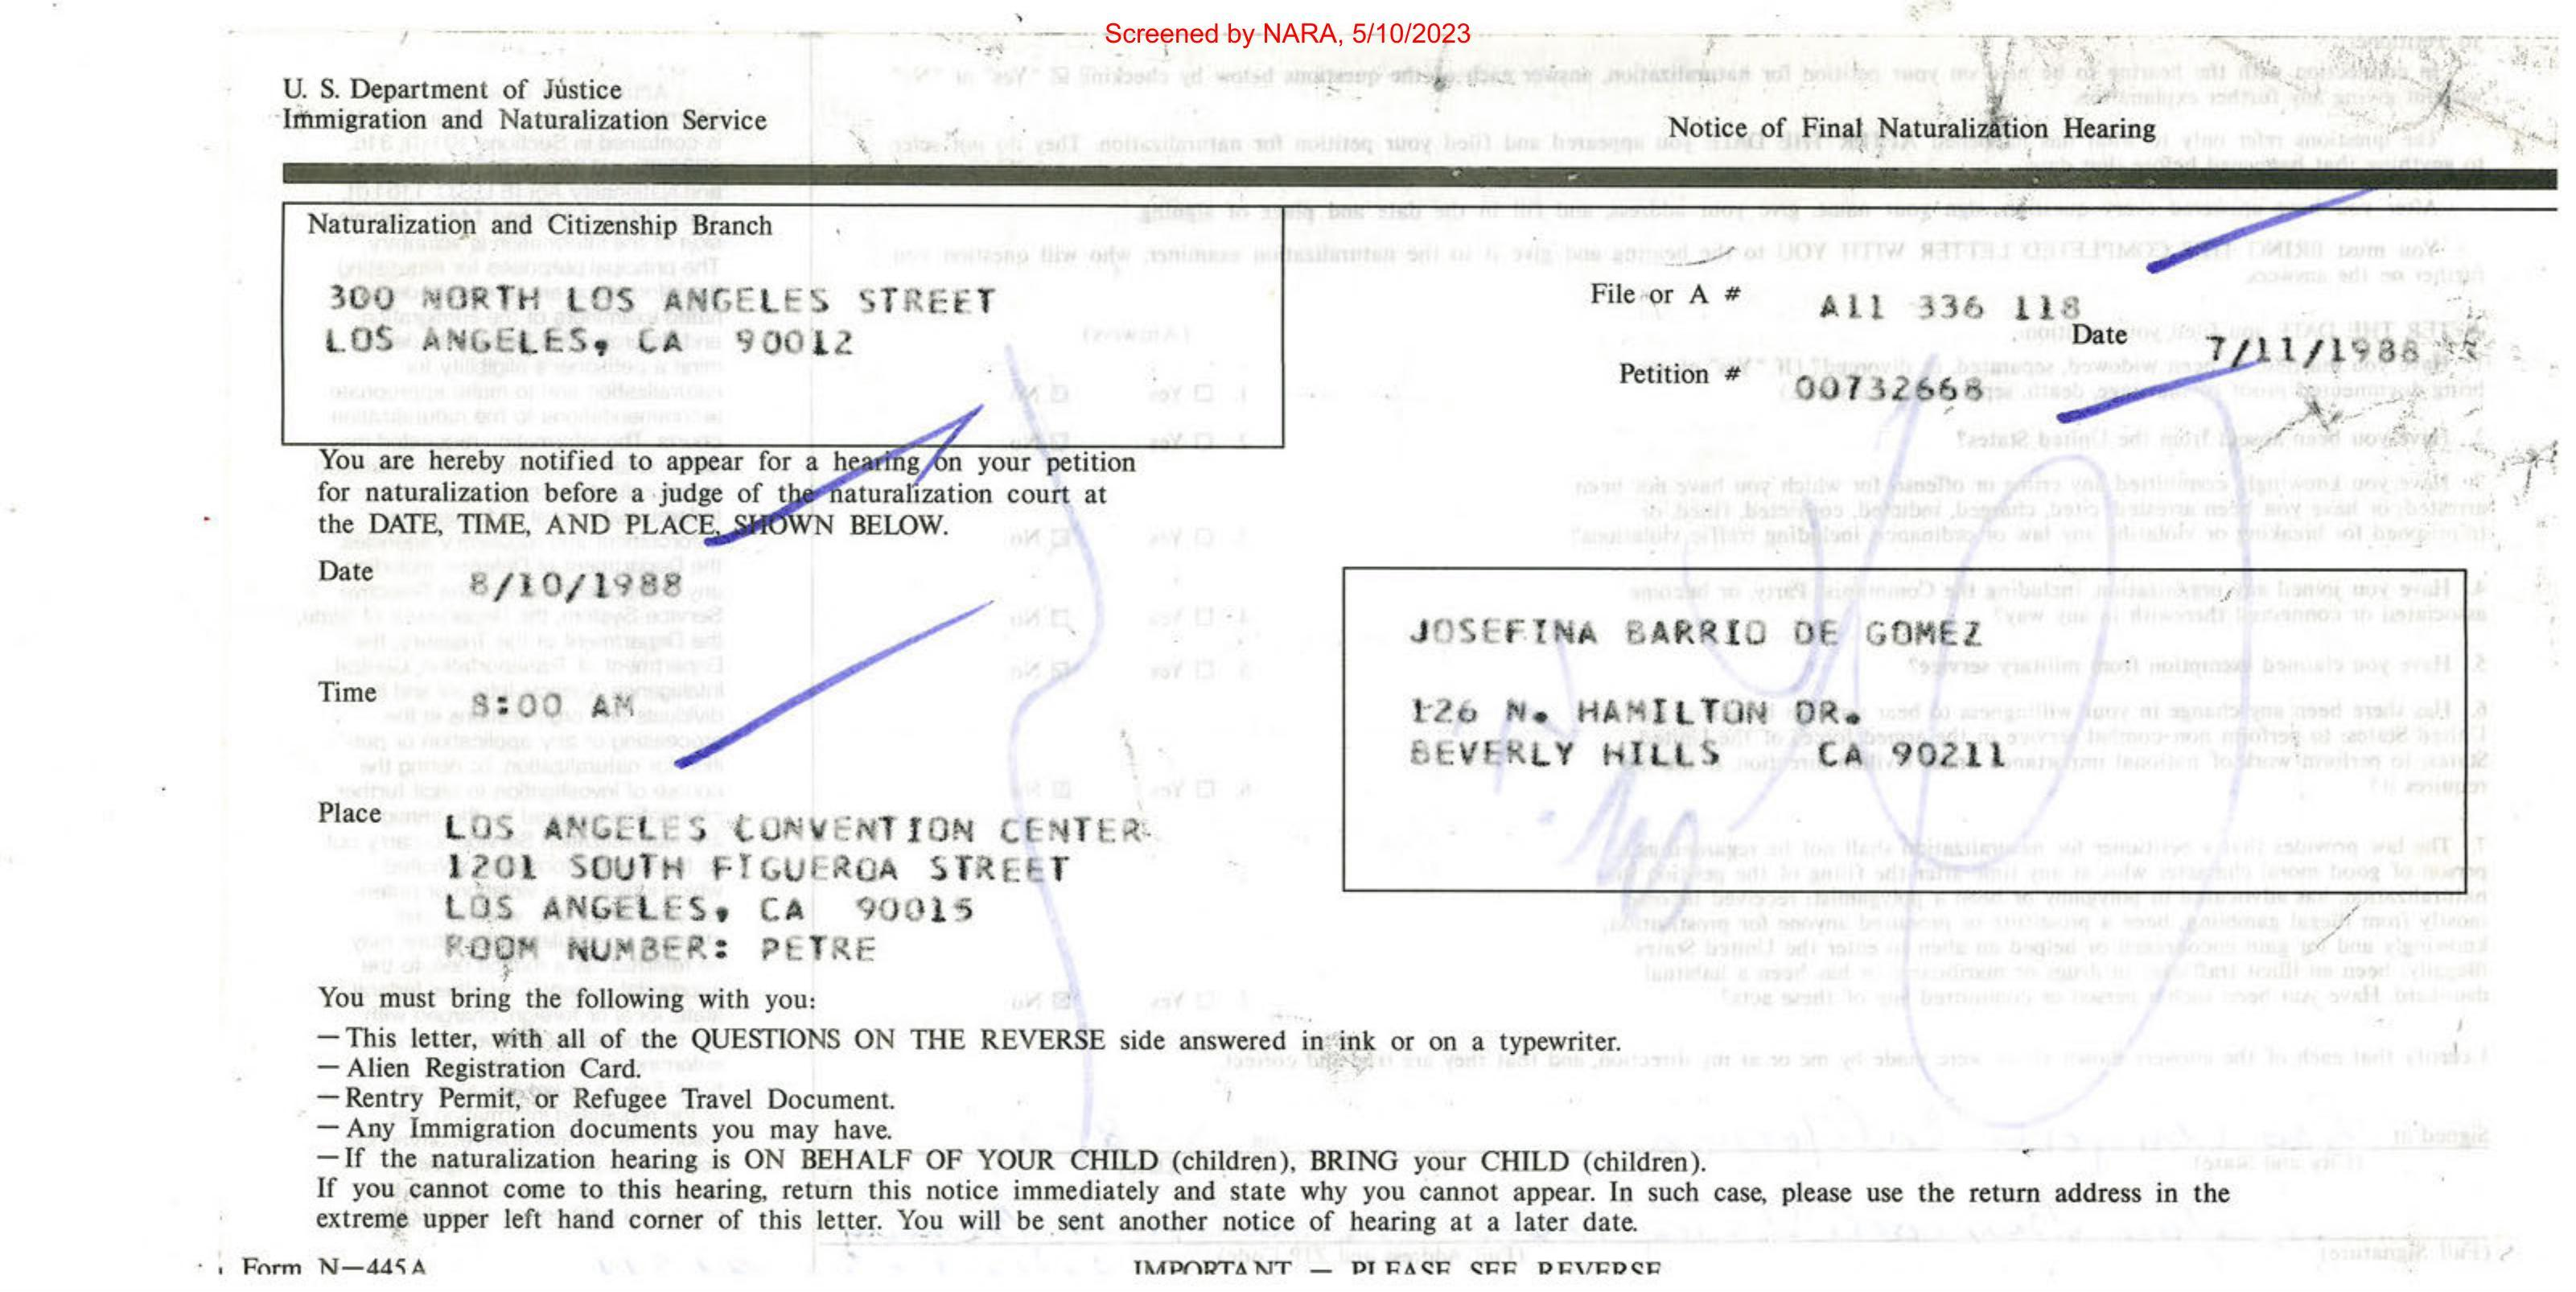 Screened by NARA, 5/10/2023
U. S. Department of Justice
Immigration and Naturalization Service
Notice of Final Naturalization Hearing
Naturalization and Citizenship Branch
300 NORTH LOS ANGELES STREET
LOS ANGELES, CA 90012
File or A # A11 336 118
Date 7/11/1988
Petition # 00732668
You are hereby notified to appear for a hearing on your petition
for naturalization before a judge of the naturalization court at
the DATE, TIME, AND PLACE, SHOWN BELOW.
Date 8/10/1988
Time 8:00 AM
Place LOS ANGELES CONVENTION CENTER
1201 SOUTH FIGUEROA STREET
LOS ANGELES, CA 90015
ROOM NUMBER: PETRE
JOSEFINA BARRIO DE GOMEZ
126 N. HAMILTON DR.
BEVERLY HILLS CA 90211
You must bring the following with you:
—This letter, with all of the QUESTIONS ON THE REVERSE side answered in ink or on a typewriter.
—Alien Registration Card.
—Rentry Permit, or Refugee Travel Document.
—Any Immigration documents you may have.
—If the naturalization hearing is ON BEHALF OF YOUR CHILD (children), BRING your CHILD (children).
If you cannot come to this hearing, return this notice immediately and state why you cannot appear. In such case, please use the return address in the
extreme upper left hand corner of this letter. You will be sent another notice of hearing at a later date.
Form N—445A
IMPORTANT — PLEASE SEE REVERSE